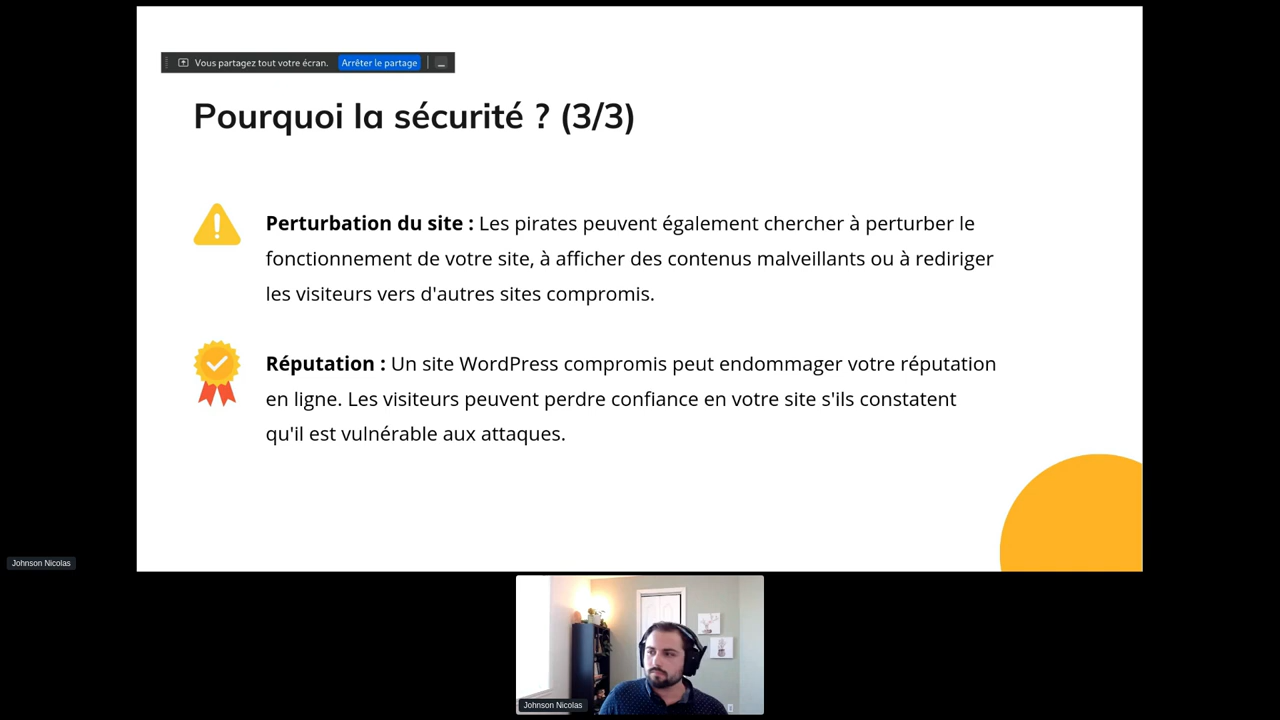 Vous partagez tout votre écran.
Arrêter le partage
Pourquoi la sécurité ? (3/3)
Perturbation du site : Les pirates peuvent également chercher à perturber le
fonctionnement de votre site, à afficher des contenus malveillants ou à rediriger
les visiteurs vers d'autres sites compromis.
Réputation : Un site WordPress compromis peut endommager votre réputation
en ligne. Les visiteurs peuvent perdre confiance en votre site s'ils constatent
qu'il est vulnérable aux attaques.
Johnson Nicolas
Johnson Nicolas